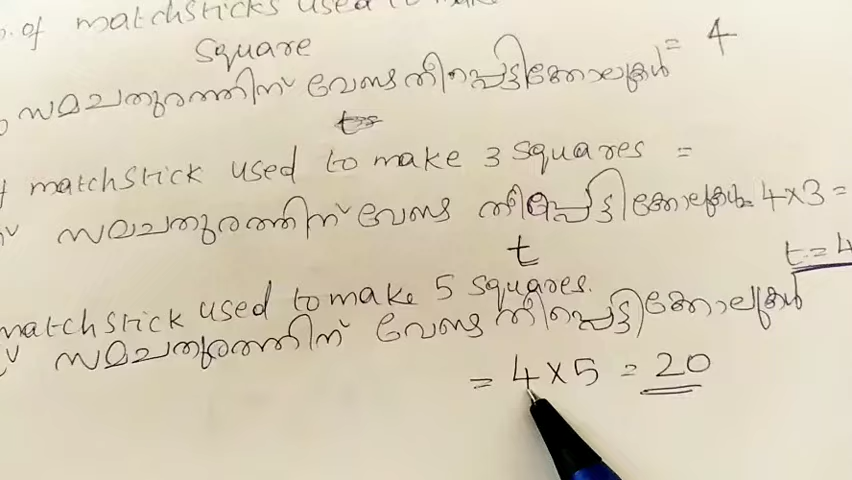 of matchsticks used to make
square
സമചതുരത്തിന് വേണ്ട തീപ്പെട്ടിക്കോലുകൾ = 4
matchstick used to make 3 squares =
സമചതുരത്തിന് വേണ്ട തീപ്പെട്ടിക്കോലുകൾ = 4×3 =
t
t = 4
matchstick used to make 5 squares.
സമചതുരത്തിന് വേണ്ട തീപ്പെട്ടിക്കോലുകൾ
= 4×5 = 20